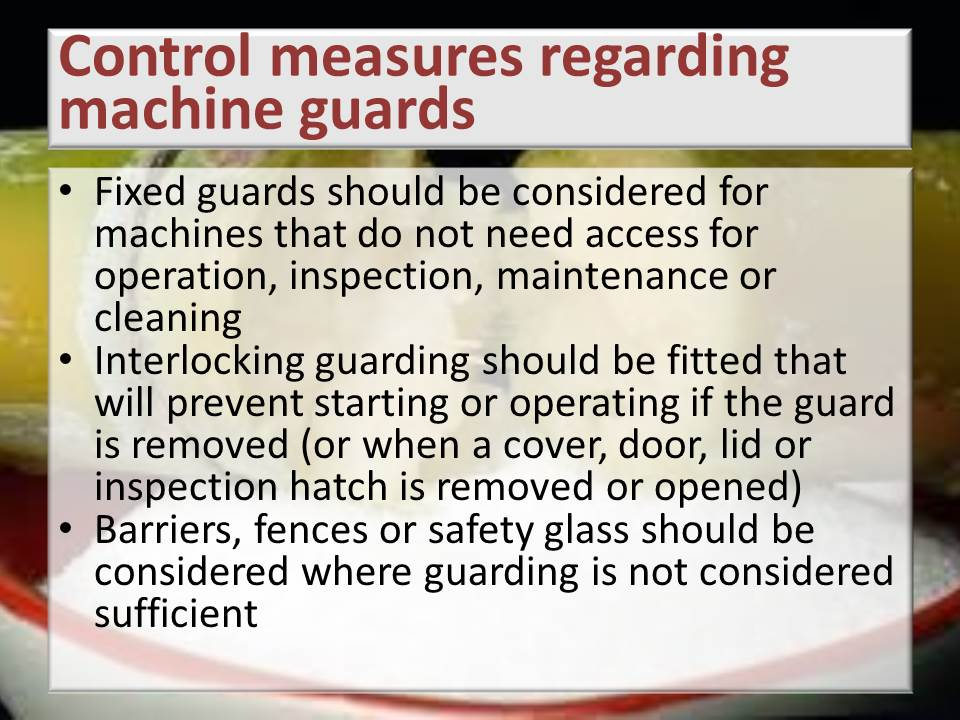 Control measures regarding
machine guards
• Fixed guards should be considered for
machines that do not need access for
operation, inspection, maintenance or
cleaning
• Interlocking guarding should be fitted that
will prevent starting or operating if the guard
is removed (or when a cover, door, lid or
inspection hatch is removed or opened)
• Barriers, fences or safety glass should be
considered where guarding is not considered
sufficient